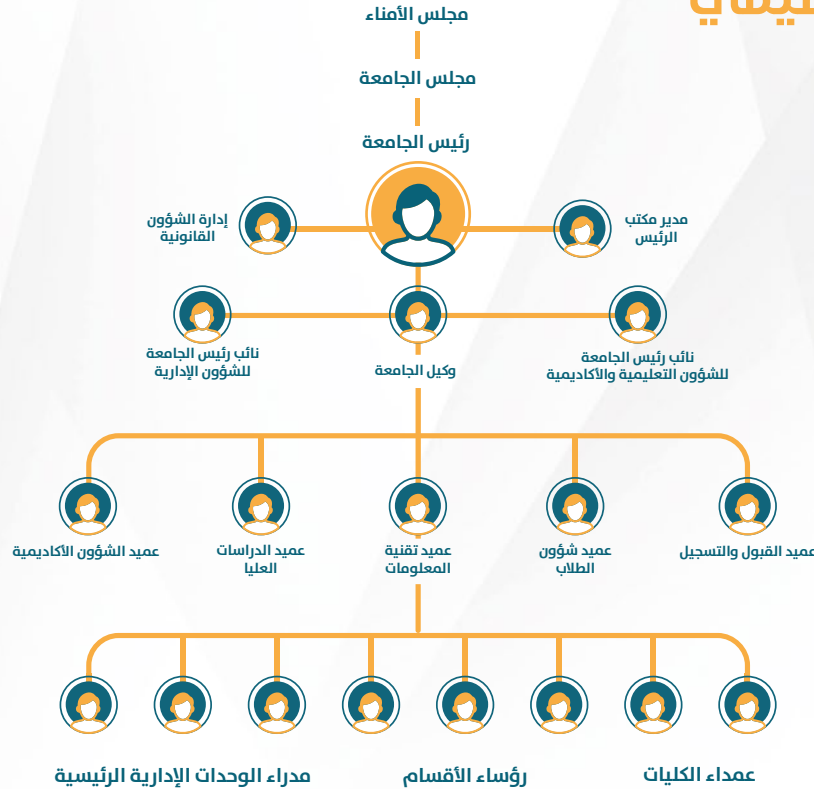 مجلس الأمناء
مجلس الجامعة
رئيس الجامعة
مدير مكتب
الرئيس
إدارة الشؤون
القانونية
نائب رئيس الجامعة
للشؤون التعليمية والأكاديمية
وكيل الجامعة
نائب رئيس الجامعة
للشؤون الإدارية
عميد القبول والتسجيل
عميد شؤون
الطلاب
عميد تقنية
المعلومات
عميد الدراسات
العليا
عميد الشؤون الأكاديمية
عمداء الكليات
رؤساء الأقسام
مدراء الوحدات الإدارية الرئيسية